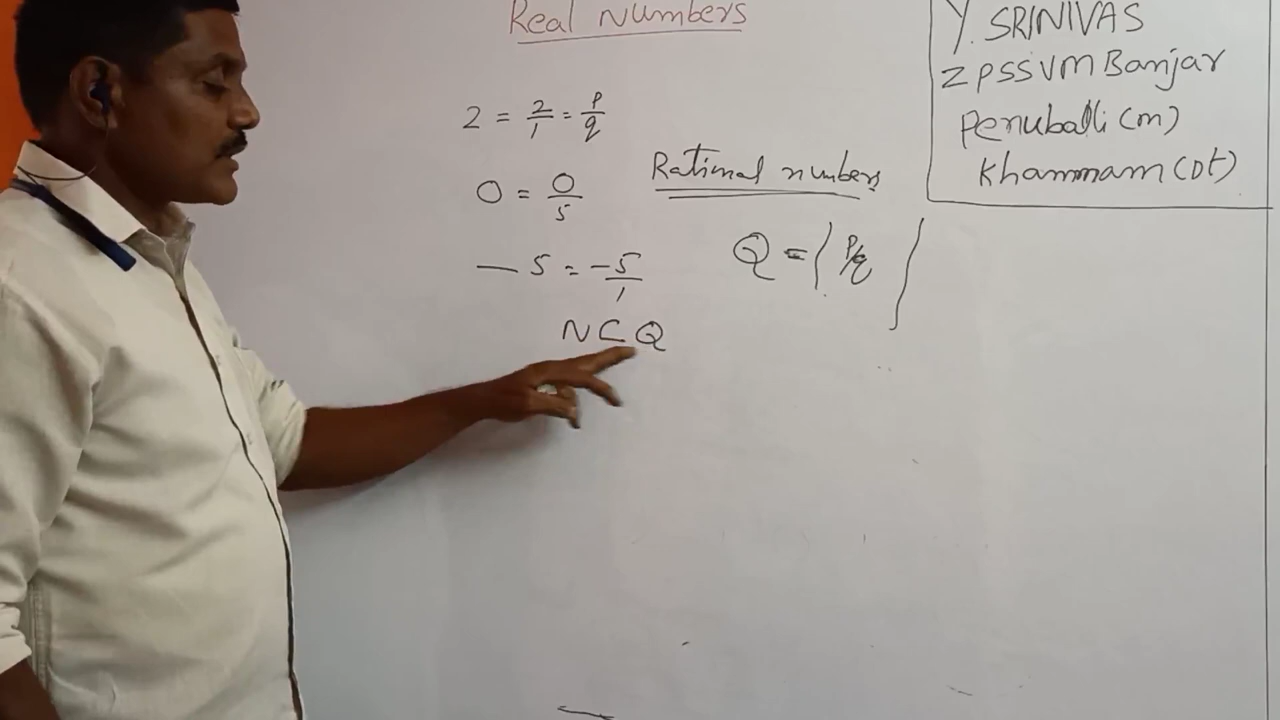 Real numbers
2 = 2/1 = p/q
0 = 0/5
Rational numbers
— 5 = -5/1
Q = { p/q }
N ⊂ Q
Y. SRINIVAS
ZPSS VM Banjar
Penuballi (m)
Khammam (Dt)